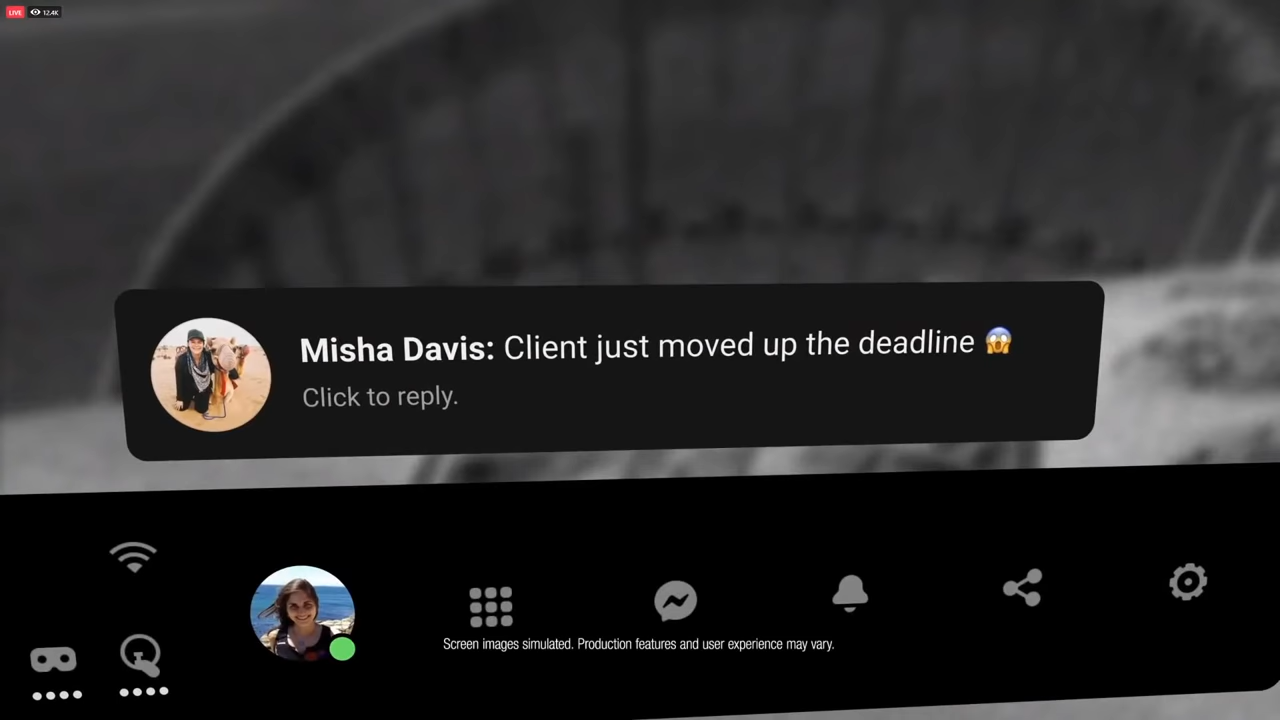 LIVE 12.4K
Misha Davis: Client just moved up the deadline 😱
Click to reply.
Screen images simulated. Production features and user experience may vary.